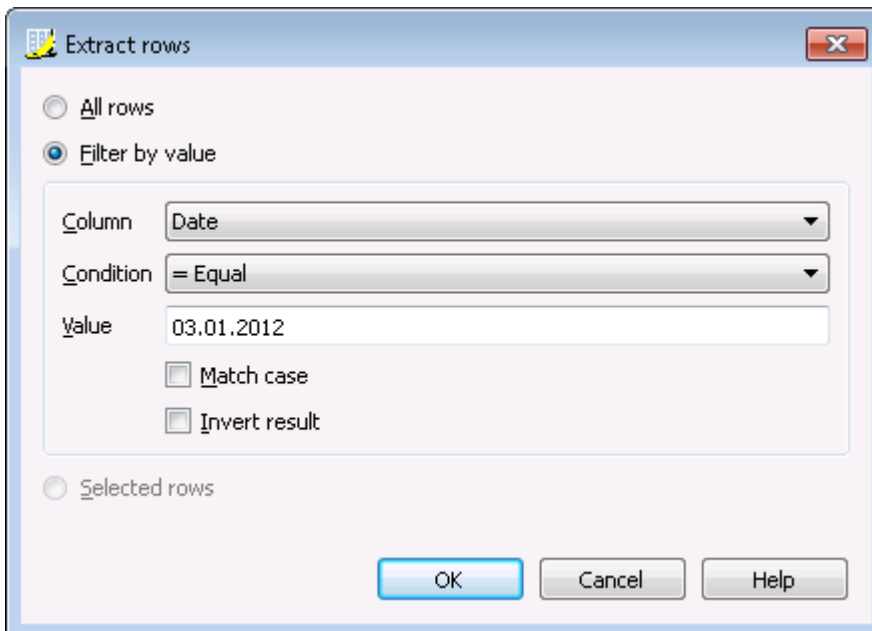 Extract rows
All rows
Filter by value
Column Date
Condition = Equal
Value 03.01.2012
Match case
Invert result
Selected rows
OK Cancel Help